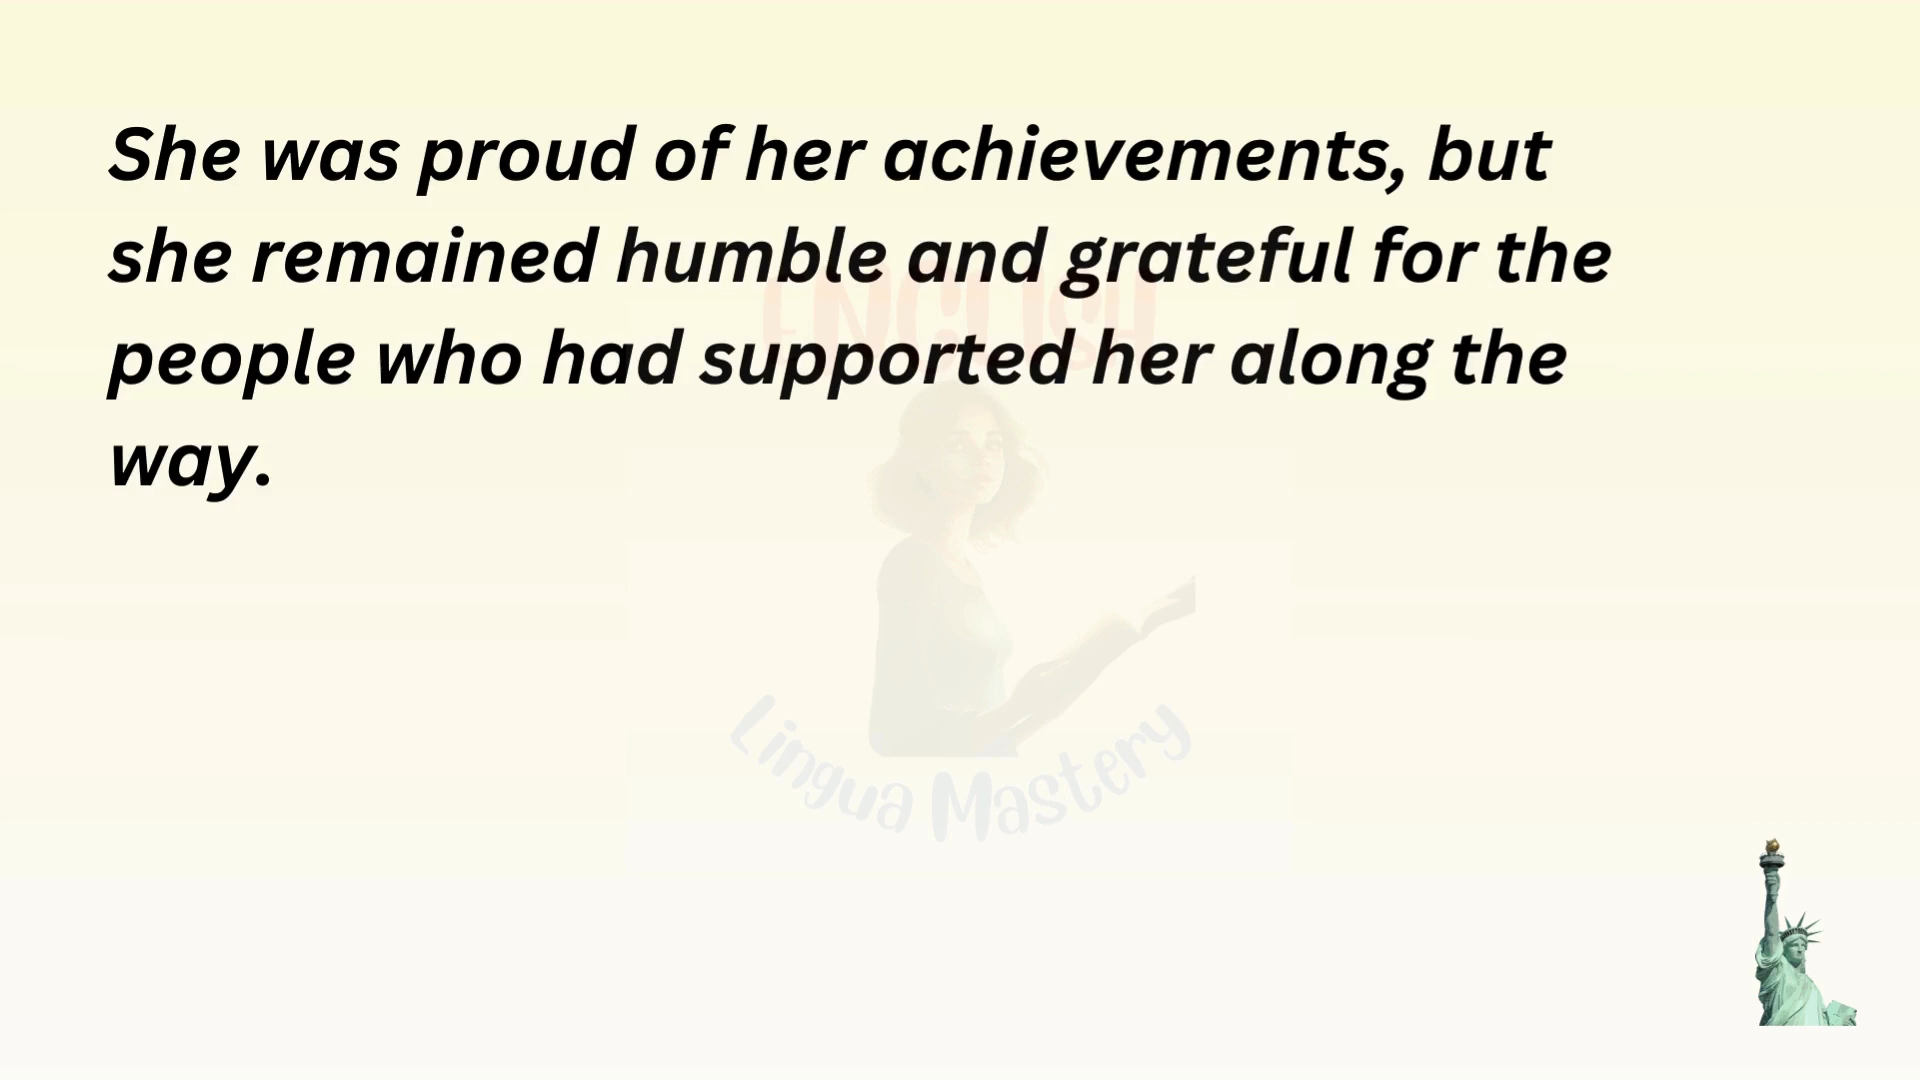 She was proud of her achievements, but
she remained humble and grateful for the
people who had supported her along the
way.
ENGLISH
Lingua Mastery